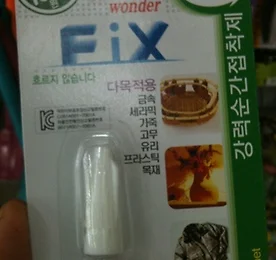 wonder
FiX
흐르지 않습니다
다목적용
금속
세라믹
가죽
고무
유리
프라스틱
목재
강력순간접착제